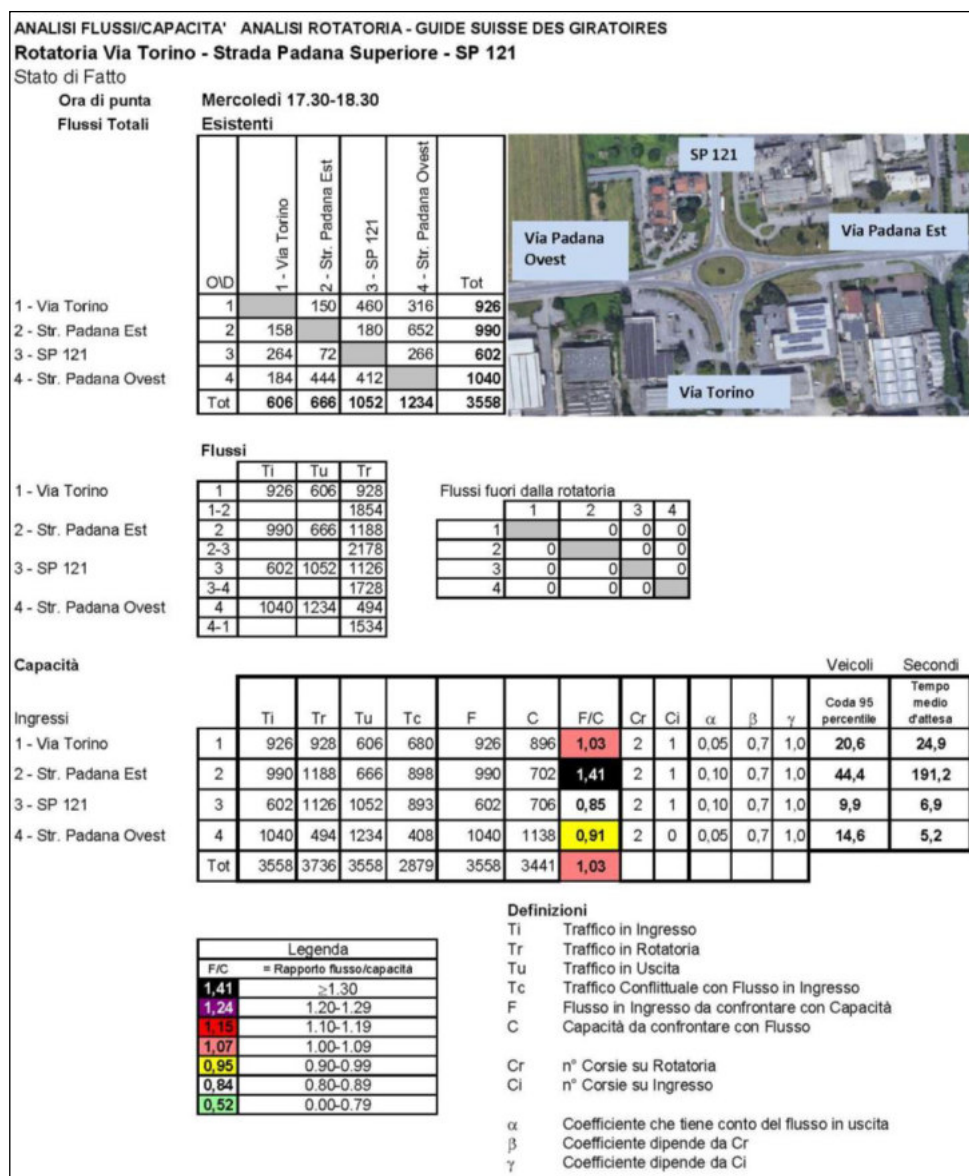 ANALISI FLUSSI/CAPACITA' ANALISI ROTATORIA - GUIDE SUISSE DES GIRATOIRES
Rotatoria Via Torino - Strada Padana Superiore - SP 121
Stato di Fatto
Ora di punta Mercoledì 17.30-18.30
Flussi Totali Esistenti
O\D 1 - Via Torino 2 - Str. Padana Est 3 - SP 121 4 - Str. Padana Ovest Tot
1 - Via Torino 1 150 460 316 926
2 - Str. Padana Est 2 158 180 652 990
3 - SP 121 3 264 72 266 602
4 - Str. Padana Ovest 4 184 444 412 1040
Tot 606 666 1052 1234 3558
SP 121
Via Padana Ovest
Via Padana Est
Via Torino
Flussi
Ti Tu Tr
1 - Via Torino 1 926 606 928
1-2 1854
2 - Str. Padana Est 2 990 666 1188
2-3 2178
3 - SP 121 3 602 1052 1126
3-4 1728
4 - Str. Padana Ovest 4 1040 1234 494
4-1 1534
Flussi fuori dalla rotatoria
1 2 3 4
1 0 0 0
2 0 0 0
3 0 0 0
4 0 0 0
Capacità Veicoli Secondi
Ingressi Ti Tr Tu Tc F C F/C Cr Ci α β γ Coda 95 percentile Tempo medio d'attesa
1 - Via Torino 1 926 928 606 680 926 896 1,03 2 1 0,05 0,7 1,0 20,6 24,9
2 - Str. Padana Est 2 990 1188 666 898 990 702 1,41 2 1 0,10 0,7 1,0 44,4 191,2
3 - SP 121 3 602 1126 1052 893 602 706 0,85 2 1 0,10 0,7 1,0 9,9 6,9
4 - Str. Padana Ovest 4 1040 494 1234 408 1040 1138 0,91 2 0 0,05 0,7 1,0 14,6 5,2
Tot 3558 3736 3558 2879 3558 3441 1,03
Legenda
F/C = Rapporto flusso/capacità
1,41 ≥1.30
1,24 1.20-1.29
1,15 1.10-1.19
1,07 1.00-1.09
0,95 0.90-0.99
0,84 0.80-0.89
0,52 0.00-0.79
Definizioni
Ti Traffico in Ingresso
Tr Traffico in Rotatoria
Tu Traffico in Uscita
Tc Traffico Conflittuale con Flusso in Ingresso
F Flusso in Ingresso da confrontare con Capacità
C Capacità da confrontare con Flusso
Cr n° Corsie su Rotatoria
Ci n° Corsie su Ingresso
α Coefficiente che tiene conto del flusso in uscita
β Coefficiente dipende da Cr
γ Coefficiente dipende da Ci